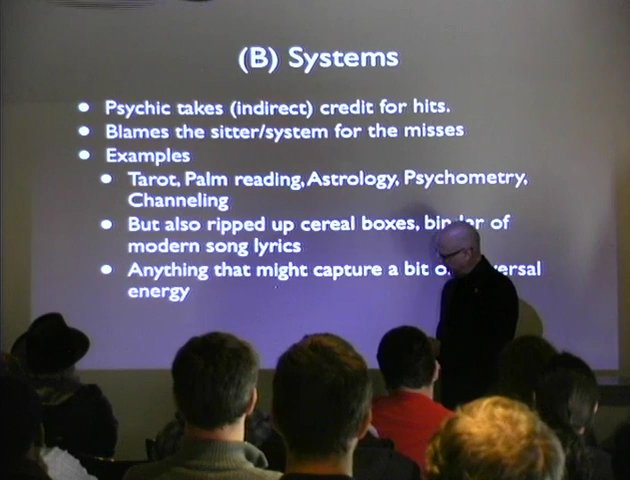 (B) Systems
● Psychic takes (indirect) credit for hits.
● Blames the sitter/system for the misses
● Examples
● Tarot, Palm reading, Astrology, Psychometry,
Channeling
● But also ripped up cereal boxes, of
modern song lyrics
● Anything that might capture a bit
energy